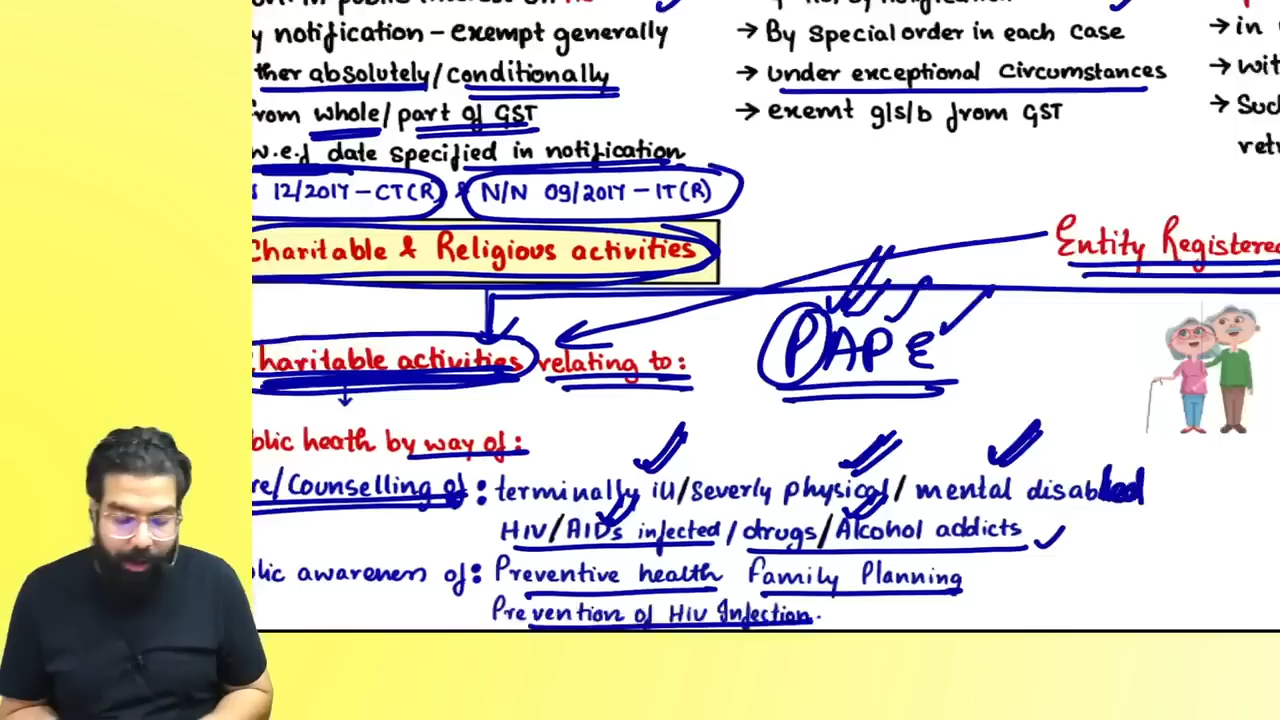 y notification – exempt generally
ther absolutely/conditionally
from whole/part of GST
w.e.f date specified in notification
12/2017 – CT(R) & N/N 09/2017 – IT(R)
→ By special order in each case
→ under exceptional Circumstances
→ exemt g/s/b from GST
→ in
→ wit
→ Suc
retu
Charitable & Religious activities
Entity Registered
PAPE
Charitable activities relating to:
blic heath by way of:
re/Counselling of : terminally ill/severly physical/mental disabled
HIV/AIDs infected/drugs/Alcohol addicts
blic awareness of : Preventive health family Planning
Prevention of HIV Infection.